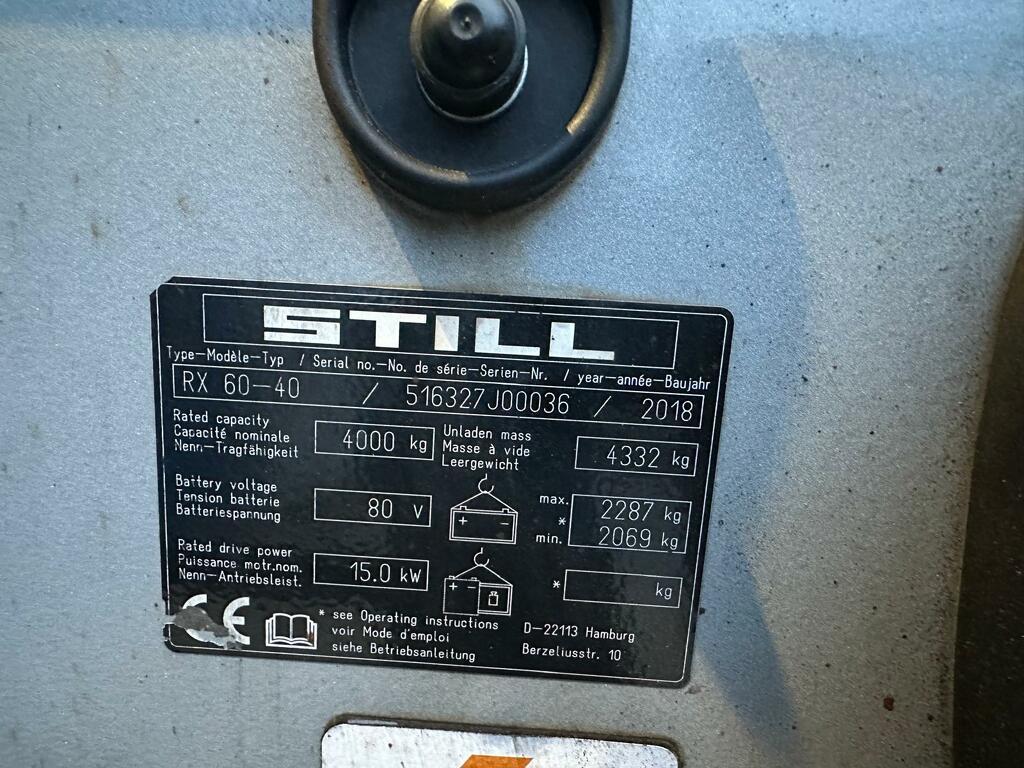 STILL
Type–Modèle–Typ / Serial no.–No. de série–Serien–Nr. / year–année–Baujahr
RX 60–40 / 516327J00036 / 2018
Rated capacity
Capacité nominale
Nenn–Tragfähigkeit
4000 kg
Unladen mass
Masse à vide
Leergewicht
4332 kg
Battery voltage
Tension batterie
Batteriespannung
80 V
+ –
max. 2287 kg
*
min. 2069 kg
Rated drive power
Puissance motr.nom.
Nenn–Antriebsleist.
15.0 kW
+ –
* kg
CE
* see Operating instructions
voir Mode d'emploi
siehe Betriebsanleitung
D–22113 Hamburg
Berzeliusstr. 10